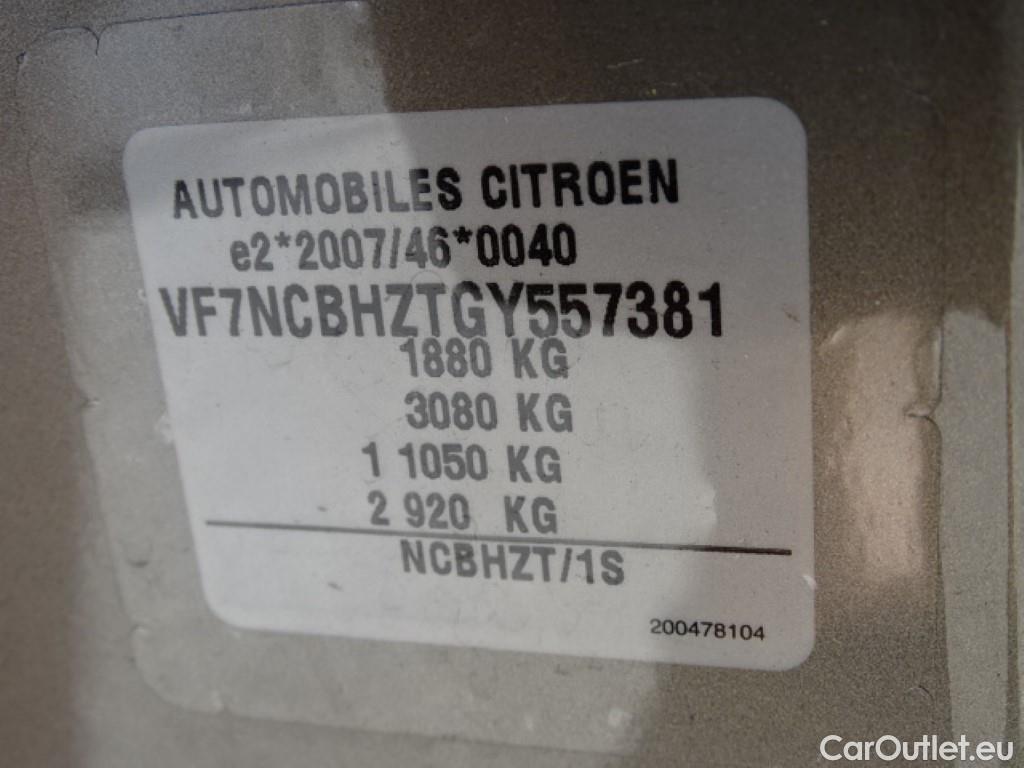 AUTOMOBILES CITROEN
e2*2007/46*0040
VF7NCBHZTGY557381
1880 KG
3080 KG
1 1050 KG
2 920 KG
NCBHZT/1S
200478104
CarOutlet.eu